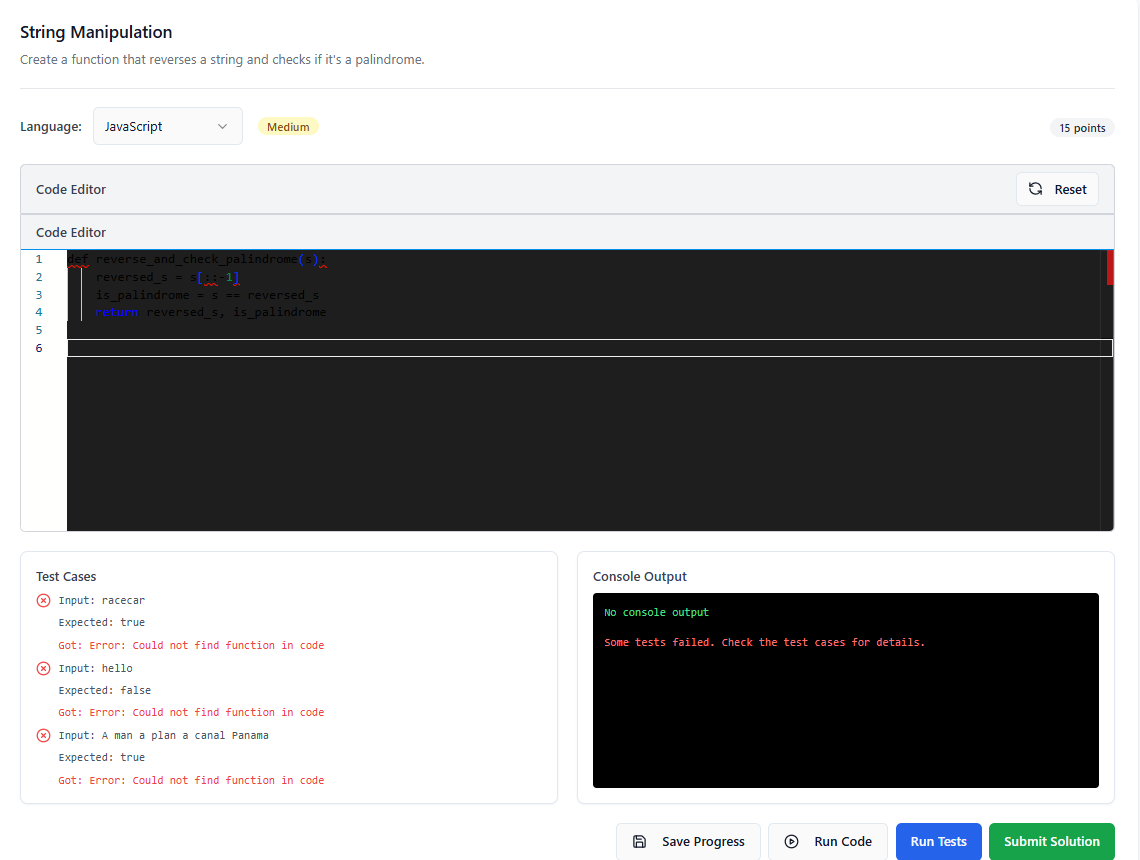 String Manipulation
Create a function that reverses a string and checks if it's a palindrome.
Language:
JavaScript
Medium
15 points
Code Editor
Reset
Code Editor
1 def reverse_and_check_palindrome(s):
2     reversed_s = s[::-1]
3     is_palindrome = s == reversed_s
4     return reversed_s, is_palindrome
5
6
Test Cases
Input: racecar
Expected: true
Got: Error: Could not find function in code
Input: hello
Expected: false
Got: Error: Could not find function in code
Input: A man a plan a canal Panama
Expected: true
Got: Error: Could not find function in code
Console Output
No console output
Some tests failed. Check the test cases for details.
Save Progress
Run Code
Run Tests
Submit Solution